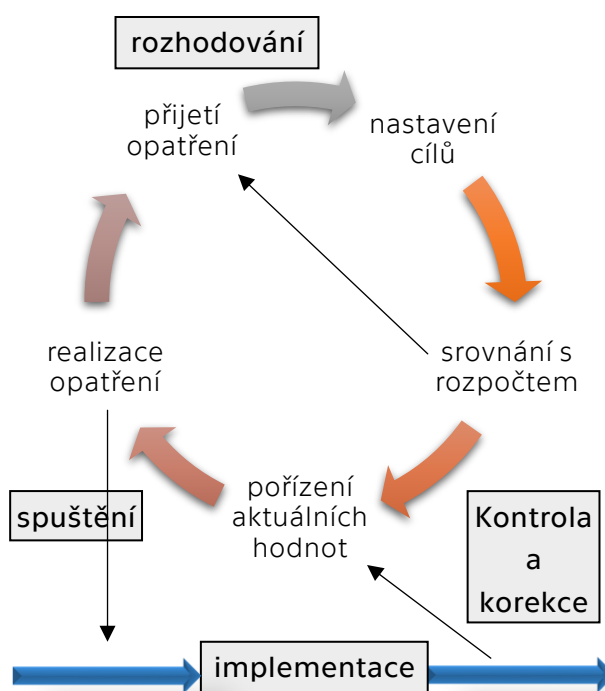 rozhodování
přijetí
opatření
nastavení
cílů
realizace
opatření
srovnání s
rozpočtem
pořízení
aktuálních
hodnot
spuštění
Kontrola
a
korekce
implementace